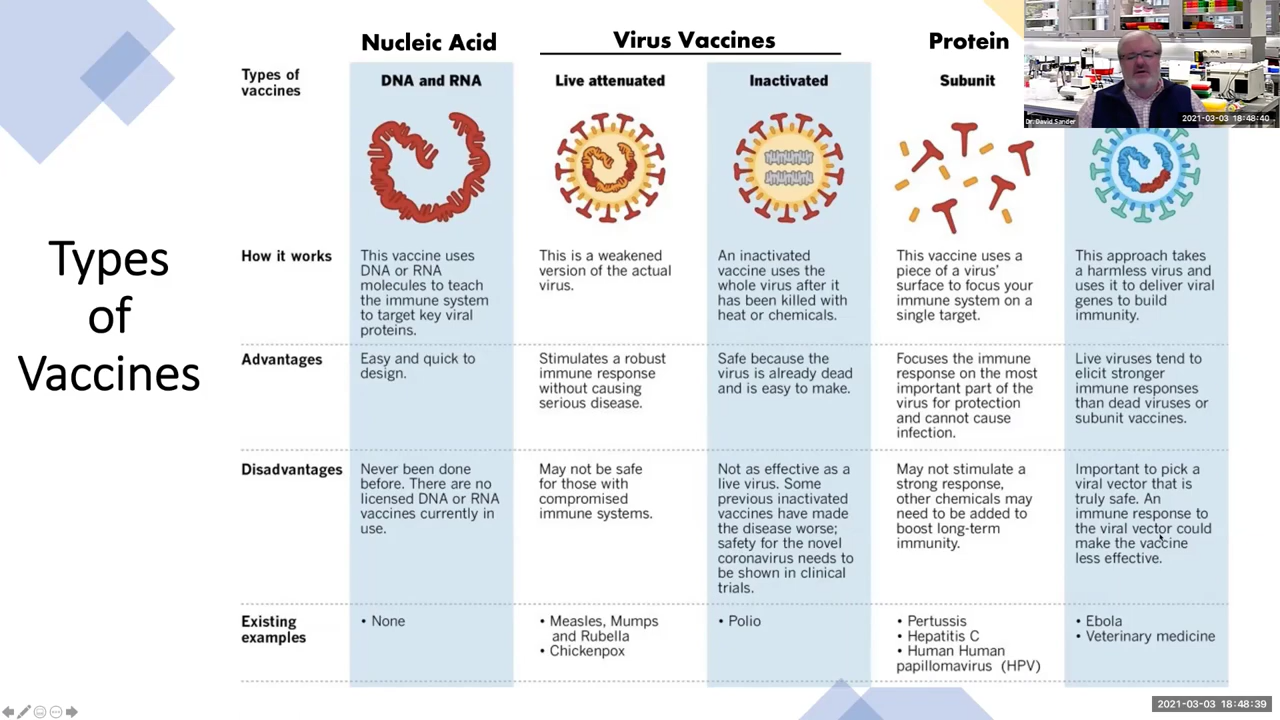 Types
of
Vaccines
Nucleic Acid
Virus Vaccines
Protein
Types of
vaccines
DNA and RNA
Live attenuated
Inactivated
Subunit
How it works
This vaccine uses
DNA or RNA
molecules to teach
the immune system
to target key viral
proteins.
This is a weakened
version of the actual
virus.
An inactivated
vaccine uses the
whole virus after it
has been killed with
heat or chemicals.
This vaccine uses a
piece of a virus’
surface to focus your
immune system on a
single target.
This approach takes
a harmless virus and
uses it to deliver viral
genes to build
immunity.
Advantages
Easy and quick to
design.
Stimulates a robust
immune response
without causing
serious disease.
Safe because the
virus is already dead
and is easy to make.
Focuses the immune
response on the most
important part of the
virus for protection
and cannot cause
infection.
Live viruses tend to
elicit stronger
immune responses
than dead viruses or
subunit vaccines.
Disadvantages
Never been done
before. There are no
licensed DNA or RNA
vaccines currently in
use.
May not be safe
for those with
compromised
immune systems.
Not as effective as a
live virus. Some
previous inactivated
vaccines have made
the disease worse;
safety for the novel
coronavirus needs to
be shown in clinical
trials.
May not stimulate a
strong response,
other chemicals may
need to be added to
boost long-term
immunity.
Important to pick a
viral vector that is
truly safe. An
immune response to
the viral vector could
make the vaccine
less effective.
Existing
examples
• None
• Measles, Mumps
and Rubella
• Chickenpox
• Polio
• Pertussis
• Hepatitis C
• Human Human
papillomavirus (HPV)
• Ebola
• Veterinary medicine
Dr. David Sander
2021-03-03 18:48:40
2021-03-03 18:48:39